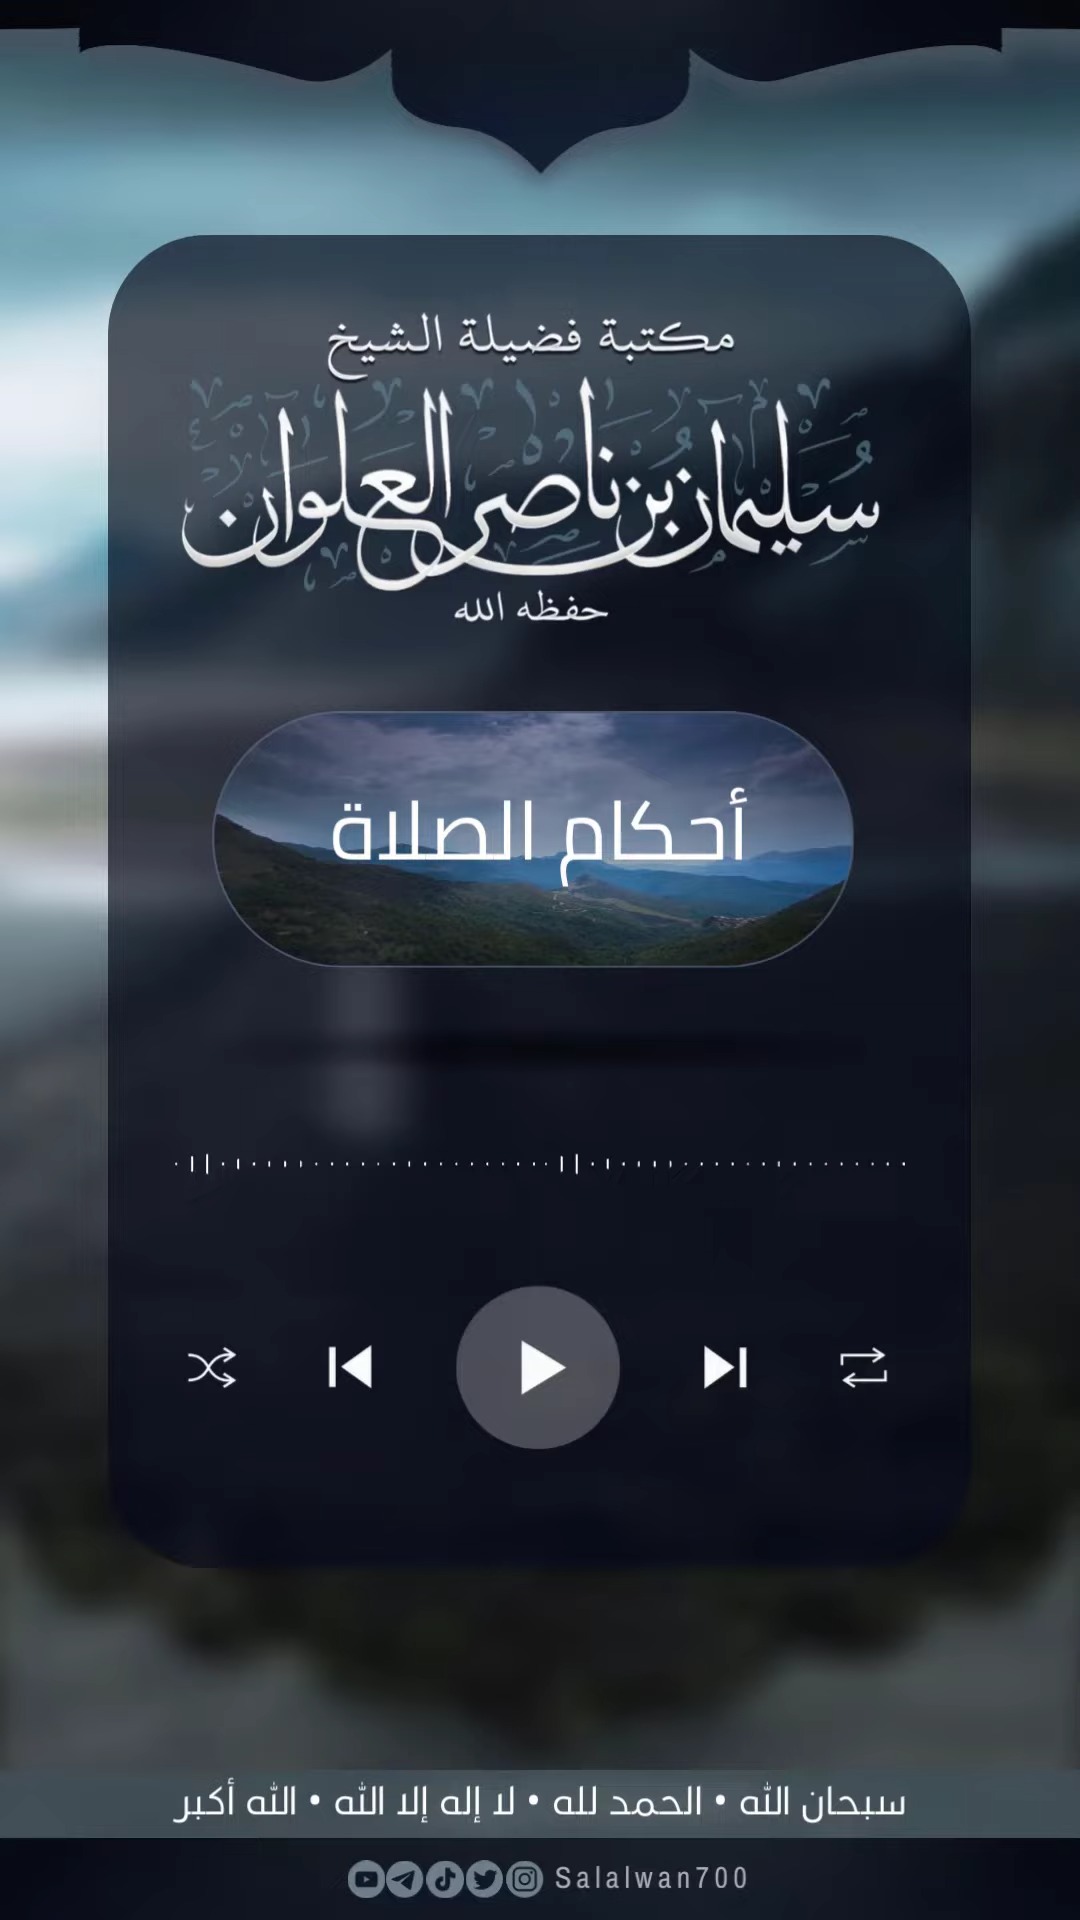 مكتبة فضيلة الشيخ
سليمان بن ناصر العلوان
حفظه الله
أحكام الصلاة
سبحان الله • الحمد لله • لا إله إلا الله • الله أكبر
Salalwan700